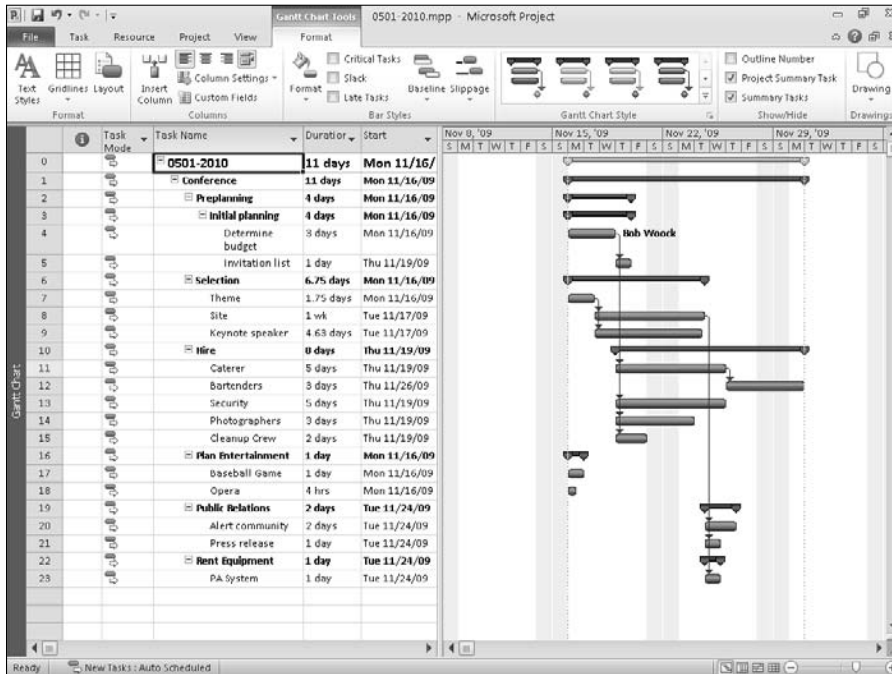 Gantt Chart Tools
0501-2010.mpp - Microsoft Project
File Task Resource Project View Format
Text Styles
Gridlines
Layout
Format
Insert Column
Column Settings
Custom Fields
Columns
Format
Critical Tasks
Slack
Late Tasks
Baseline
Slippage
Bar Styles
Gantt Chart Style
Outline Number
Project Summary Task
Summary Tasks
Show/Hide
Drawing
Drawings
Task Mode Task Name Duration Start
Nov 8, '09 Nov 15, '09 Nov 22, '09 Nov 29, '09
S M T W T F S S M T W T F S S M T W T F S S M T W T F S
0 0501-2010 11 days Mon 11/16/
1 Conference 11 days Mon 11/16/09
2 Preplanning 4 days Mon 11/16/09
3 Initial planning 4 days Mon 11/16/09
4 Determine budget 3 days Mon 11/16/09 Bob Woock
5 Invitation list 1 day Thu 11/19/09
6 Selection 6.75 days Mon 11/16/09
7 Theme 1.75 days Mon 11/16/09
8 Site 1 wk Tue 11/17/09
9 Keynote speaker 4.63 days Tue 11/17/09
10 Hire 8 days Thu 11/19/09
11 Caterer 5 days Thu 11/19/09
12 Bartenders 3 days Thu 11/26/09
13 Security 5 days Thu 11/19/09
14 Photographers 3 days Thu 11/19/09
15 Cleanup Crew 2 days Thu 11/19/09
16 Plan Entertainment 1 day Mon 11/16/09
17 Baseball Game 1 day Mon 11/16/09
18 Opera 4 hrs Mon 11/16/09
19 Public Relations 2 days Tue 11/24/09
20 Alert community 2 days Tue 11/24/09
21 Press release 1 day Tue 11/24/09
22 Rent Equipment 1 day Tue 11/24/09
23 PA System 1 day Tue 11/24/09
Gantt Chart
Ready New Tasks : Auto Scheduled